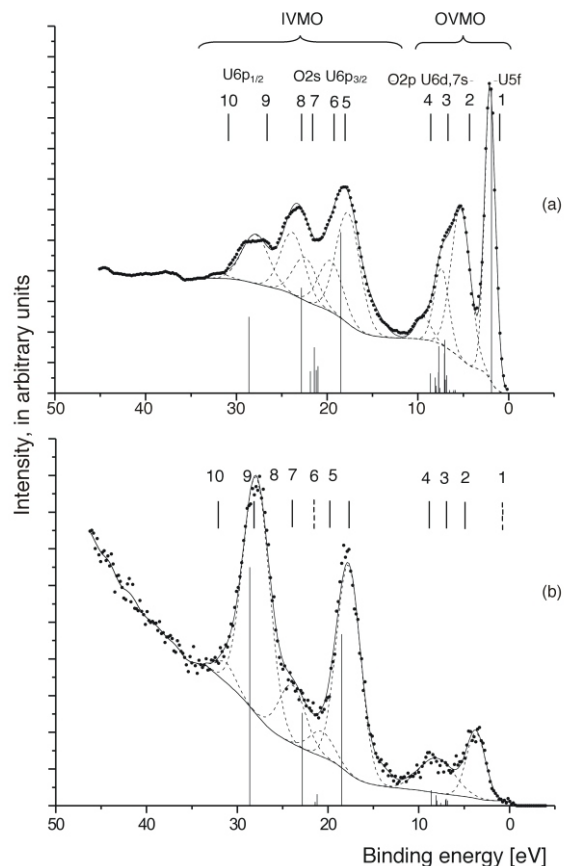 IVMO OVMO
U6p1/2 O2s U6p3/2 O2p U6d,7s U5f
10 9 8 7 6 5 4 3 2 1
(a)
50 40 30 20 10 0
Intensity, in arbitrary units
10 9 8 7 6 5 4 3 2 1
(b)
50 40 30 20 10 0
Binding energy [eV]